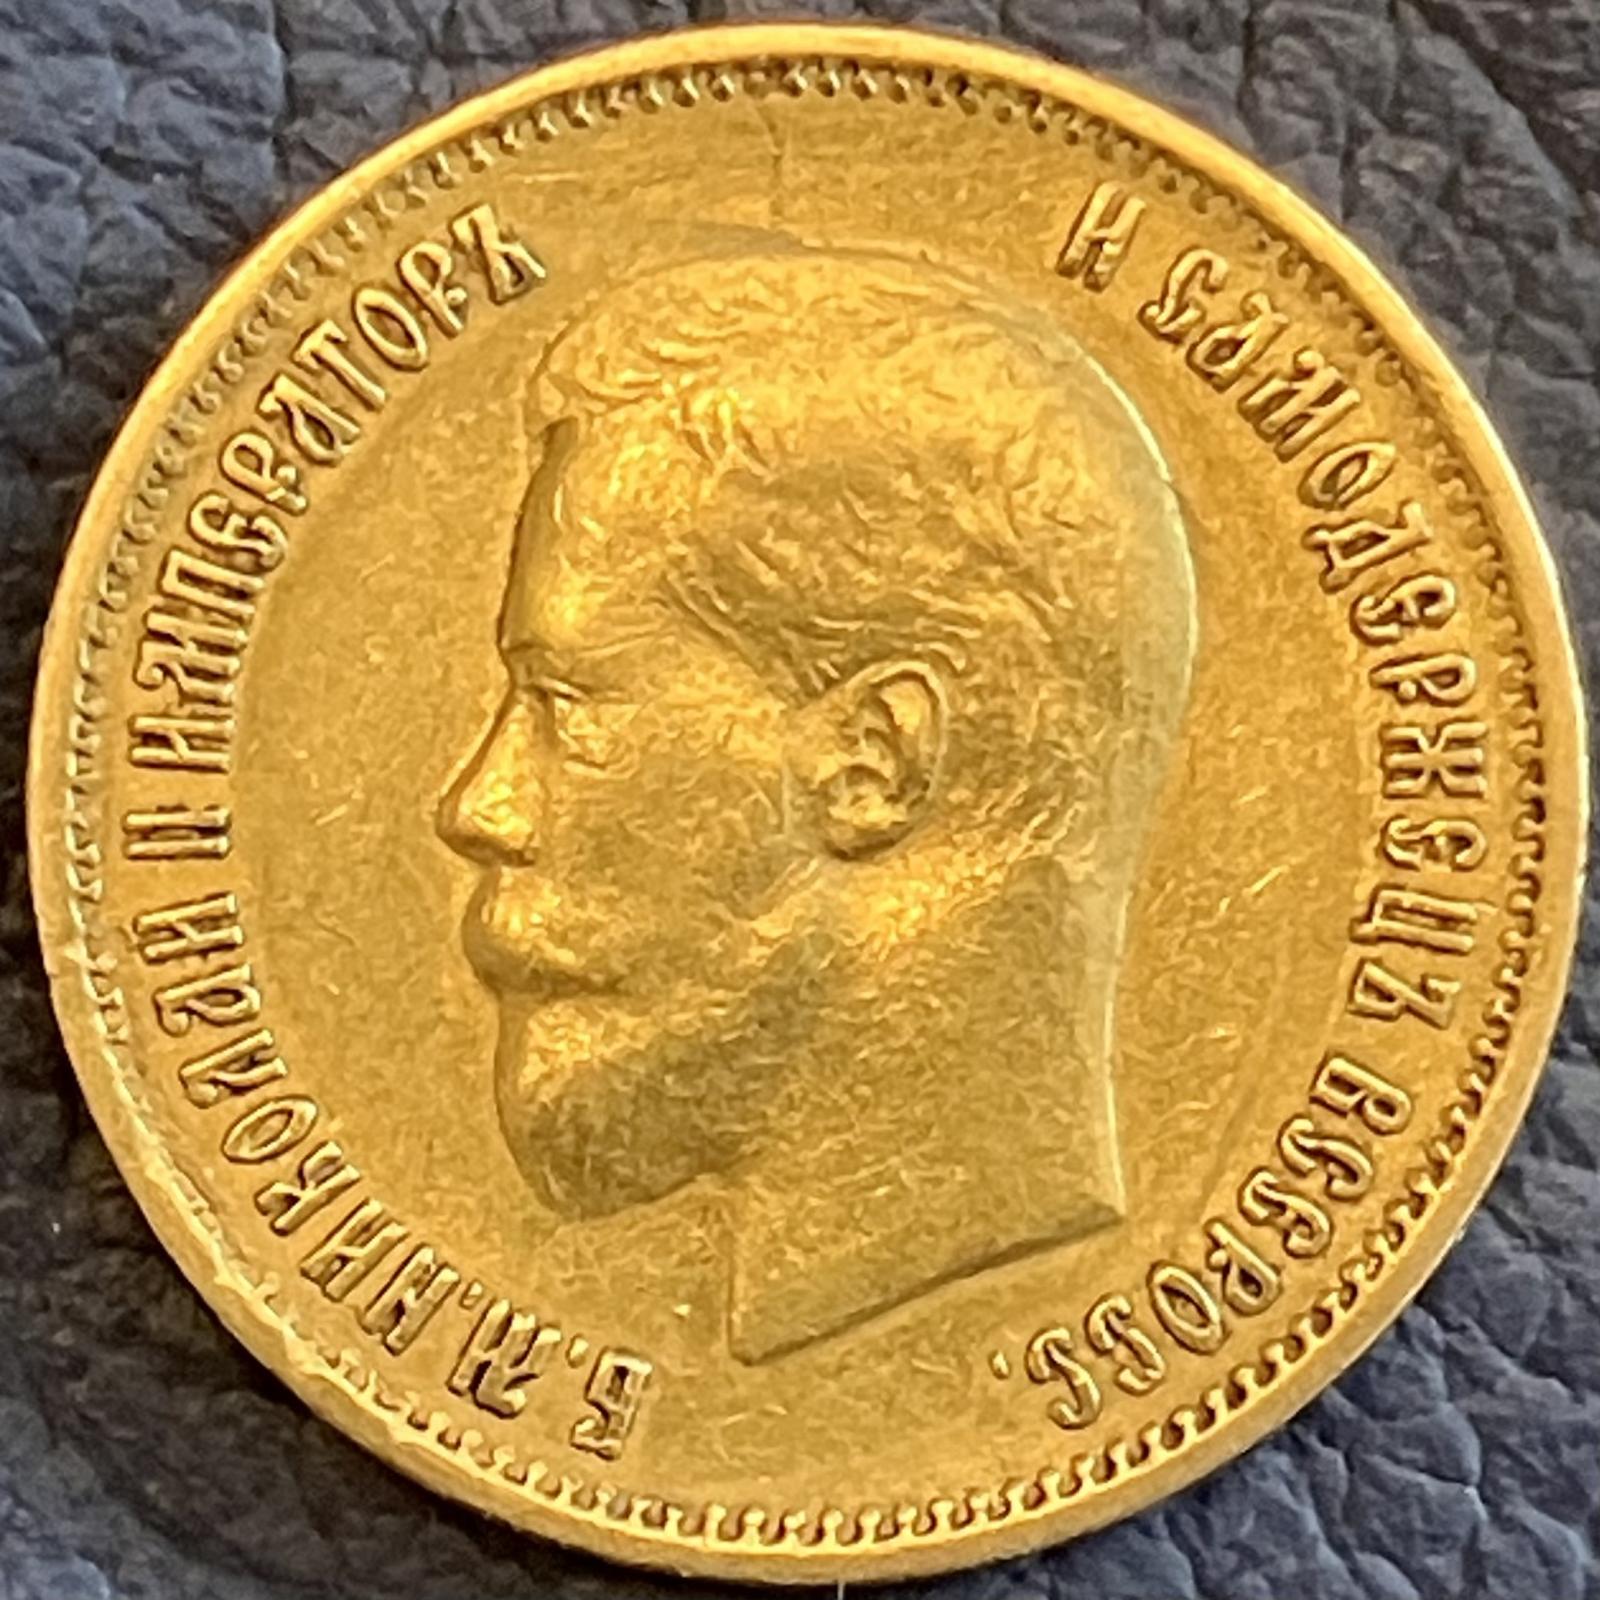 Б.М.НИКОЛАЙ II ИМПЕРАТОРЪ
И САМОДЕРЖЕЦЪ ВСЕРОСС.